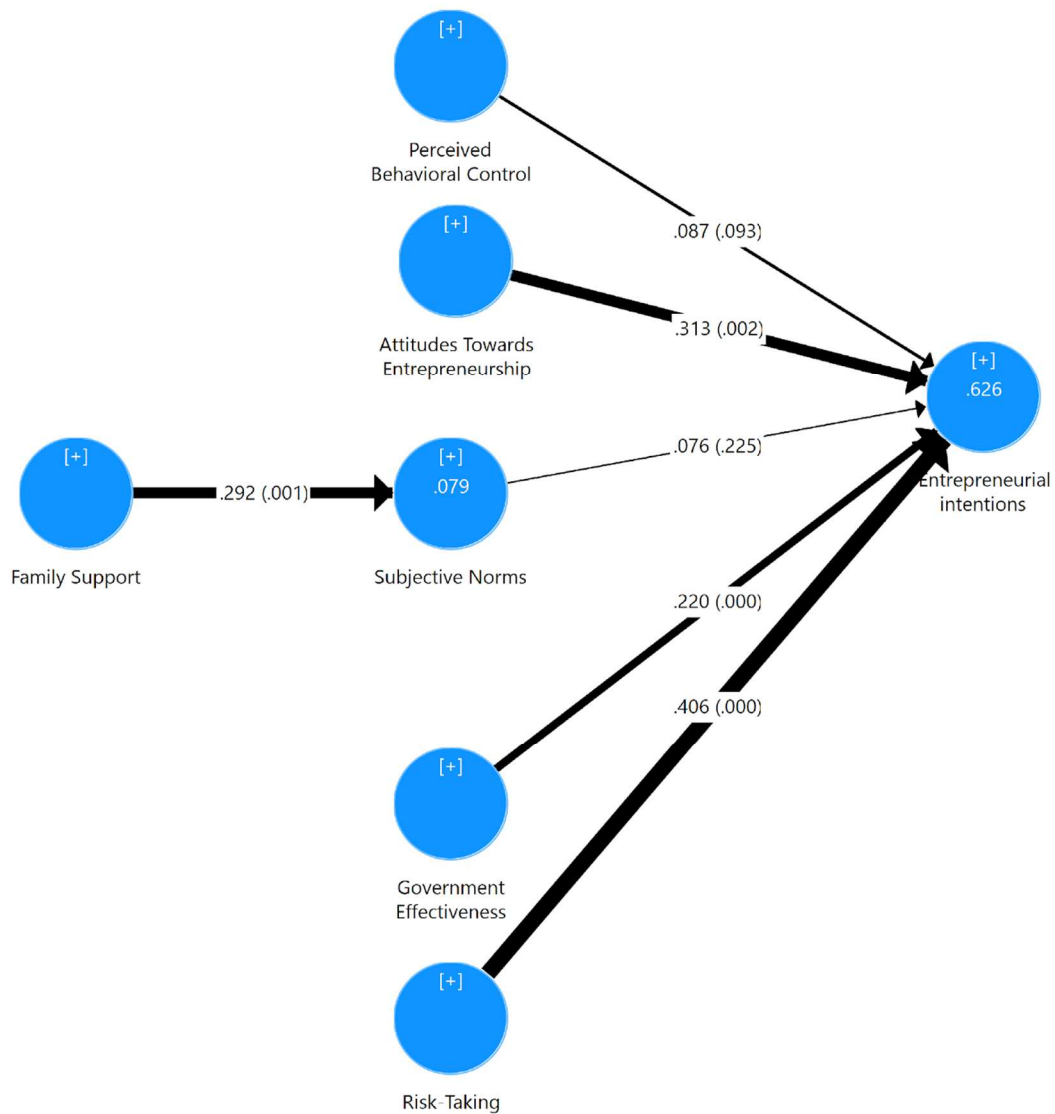 [+]
Perceived
Behavioral Control
.087 (.093)
[+]
Attitudes Towards
Entrepreneurship
.313 (.002)
[+]
.626
Entrepreneurial
intentions
[+]
Family Support
.292 (.001)
[+]
.079
Subjective Norms
.076 (.225)
.220 (.000)
.406 (.000)
[+]
Government
Effectiveness
[+]
Risk-Taking